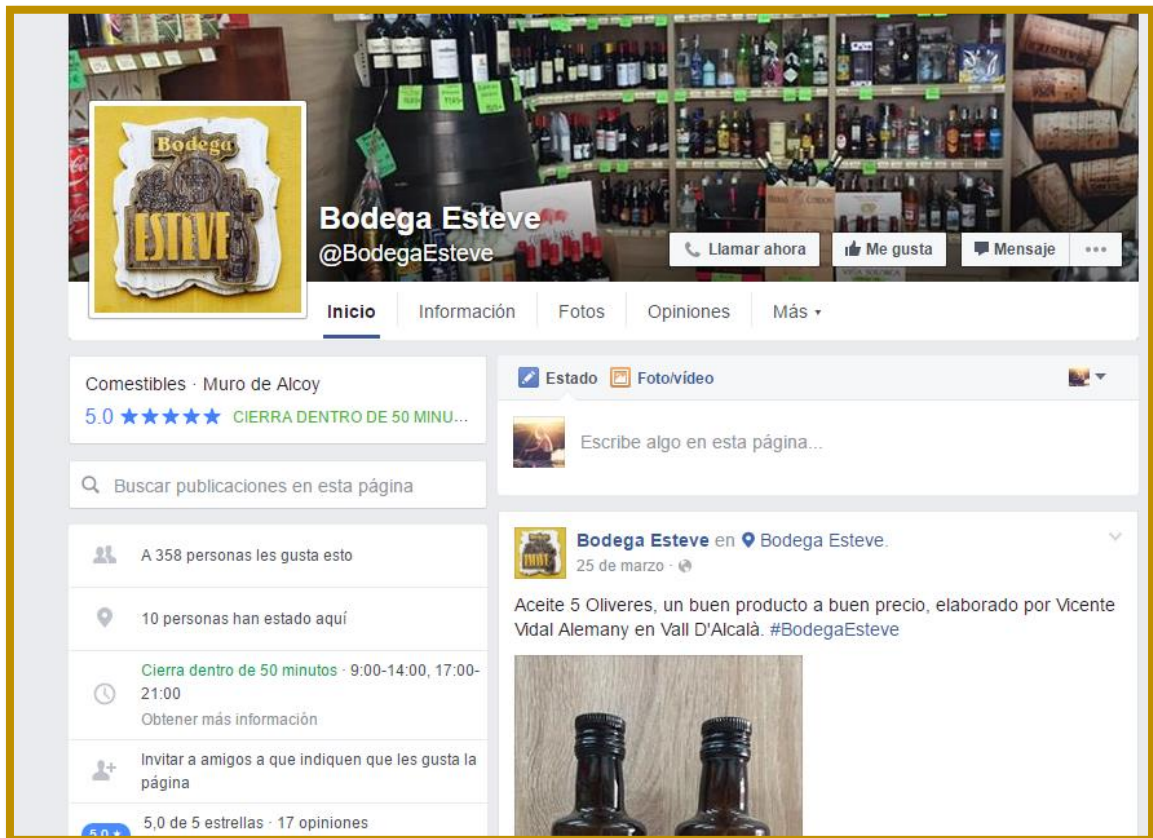 Bodega
ESTEVE
Bodega Esteve
@BodegaEsteve
Llamar ahora
Me gusta
Mensaje
Inicio
Información
Fotos
Opiniones
Más
Comestibles · Muro de Alcoy
5.0 ★★★★★ CIERRA DENTRO DE 50 MINU...
Buscar publicaciones en esta página
A 358 personas les gusta esto
10 personas han estado aquí
Cierra dentro de 50 minutos · 9:00-14:00, 17:00-
21:00
Obtener más información
Invitar a amigos a que indiquen que les gusta la
página
5,0 de 5 estrellas · 17 opiniones
Estado
Foto/vídeo
Escribe algo en esta página...
Bodega Esteve en Bodega Esteve.
25 de marzo ·
Aceite 5 Oliveres, un buen producto a buen precio, elaborado por Vicente
Vidal Alemany en Vall D'Alcalà. #BodegaEsteve